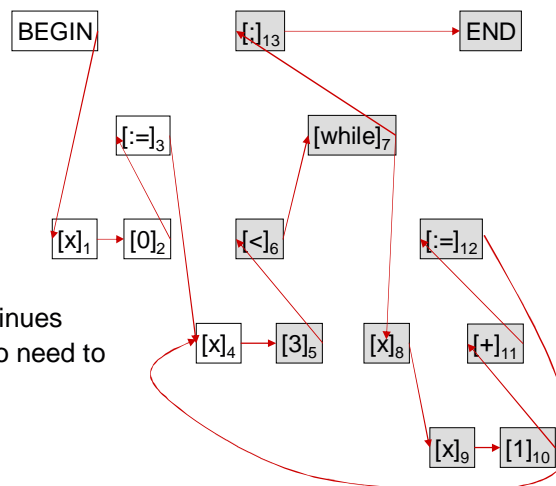 BEGIN [;]13 END
[:=]3 [while]7
[x]1 [0]2 [<]6 [:=]12
inues
[x]4 [3]5 [x]8 [+]11
o need to
[x]9 [1]10